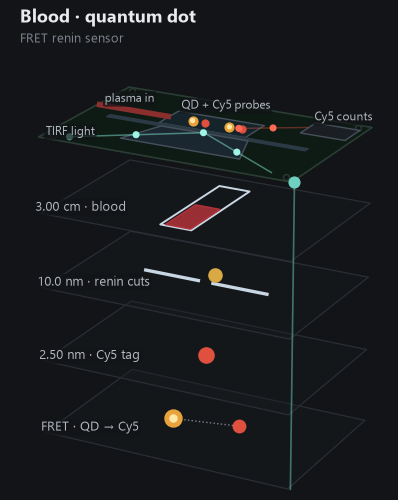 Blood · quantum dot
FRET renin sensor
plasma in
QD + Cy5 probes
Cy5 counts
TIRF light
3.00 cm · blood
10.0 nm · renin cuts
2.50 nm · Cy5 tag
FRET · QD → Cy5